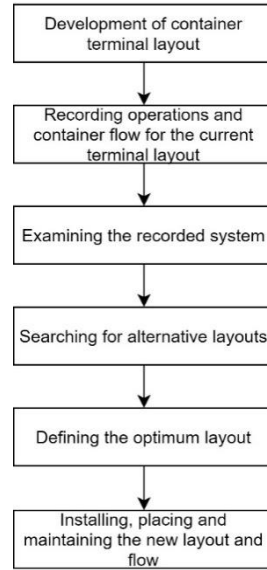 Development of container
terminal layout
Recording operations and
container flow for the current
terminal layout
Examining the recorded system
Searching for alternative layouts
Defining the optimum layout
Installing, placing and
maintaining the new layout and
flow